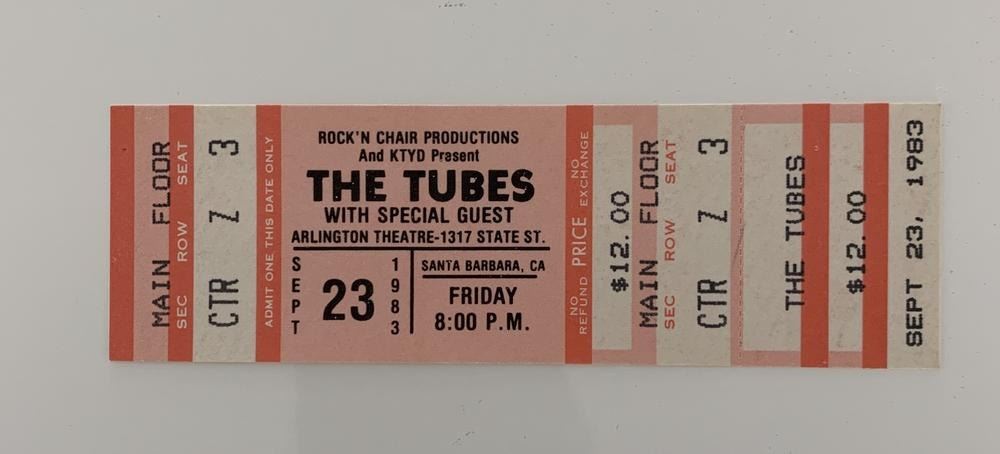 MAIN FLOOR
SEC ROW SEAT
CTR Z 3
ADMIT ONE THIS DATE ONLY
ROCK'N CHAIR PRODUCTIONS
And KTYD Present
THE TUBES
WITH SPECIAL GUEST
ARLINGTON THEATRE-1317 STATE ST.
SEPT
23
1983
SANTA BARBARA, CA
FRIDAY
8:00 P.M.
NO REFUND PRICE NO EXCHANGE
$12.00
MAIN FLOOR
SEC ROW SEAT
CTR Z 3
THE TUBES
$12.00
SEPT 23, 1983